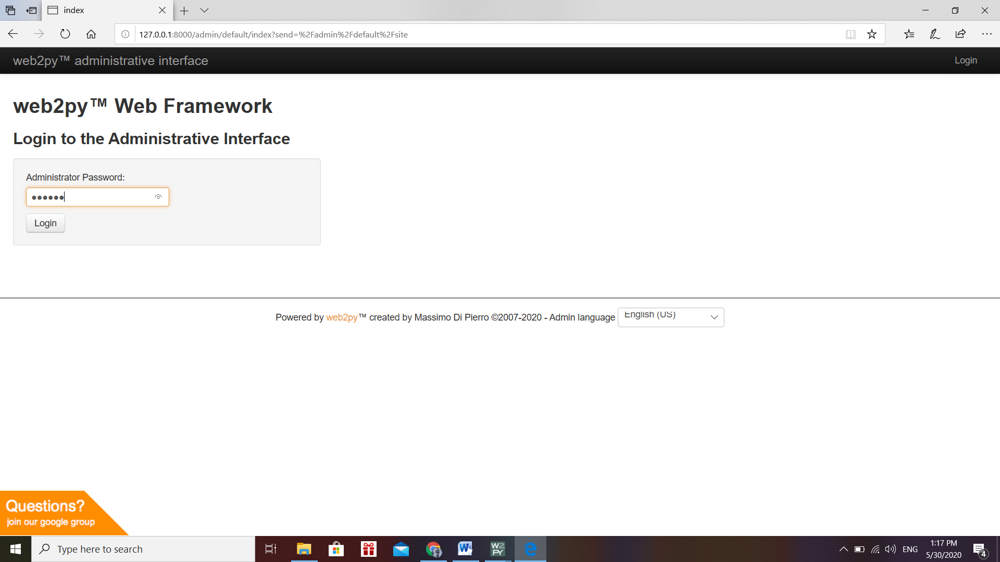 index
127.0.0.1:8000/admin/default/index?send=%2Fadmin%2Fdefault%2Fsite
web2py™ administrative interface
Login
web2py™ Web Framework
Login to the Administrative Interface
Administrator Password:
Login
Powered by web2py™ created by Massimo Di Pierro ©2007-2020 - Admin language English (US)
Questions?
join our google group
Type here to search
W
W2
PY
ENG
1:17 PM
5/30/2020
4